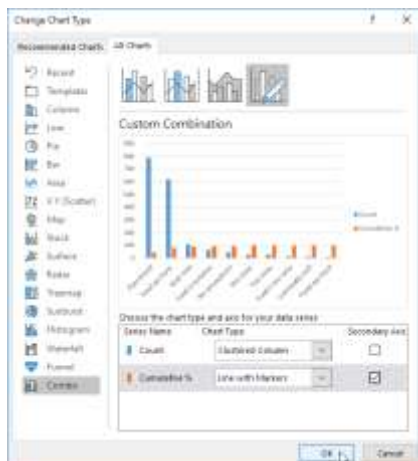 Change Chart Type
? X
Recommended Charts All Charts
Recent
Templates
Column
Line
Pie
Bar
Area
X Y (Scatter)
Map
Stock
Surface
Radar
Treemap
Sunburst
Histogram
Waterfall
Funnel
Combo
Custom Combination
Count
Cumulative %
Choose the chart type and axis for your data series
Series Name Chart Type Secondary Axis
Count Clustered Column
Cumulative % Line with Markers
OK Cancel